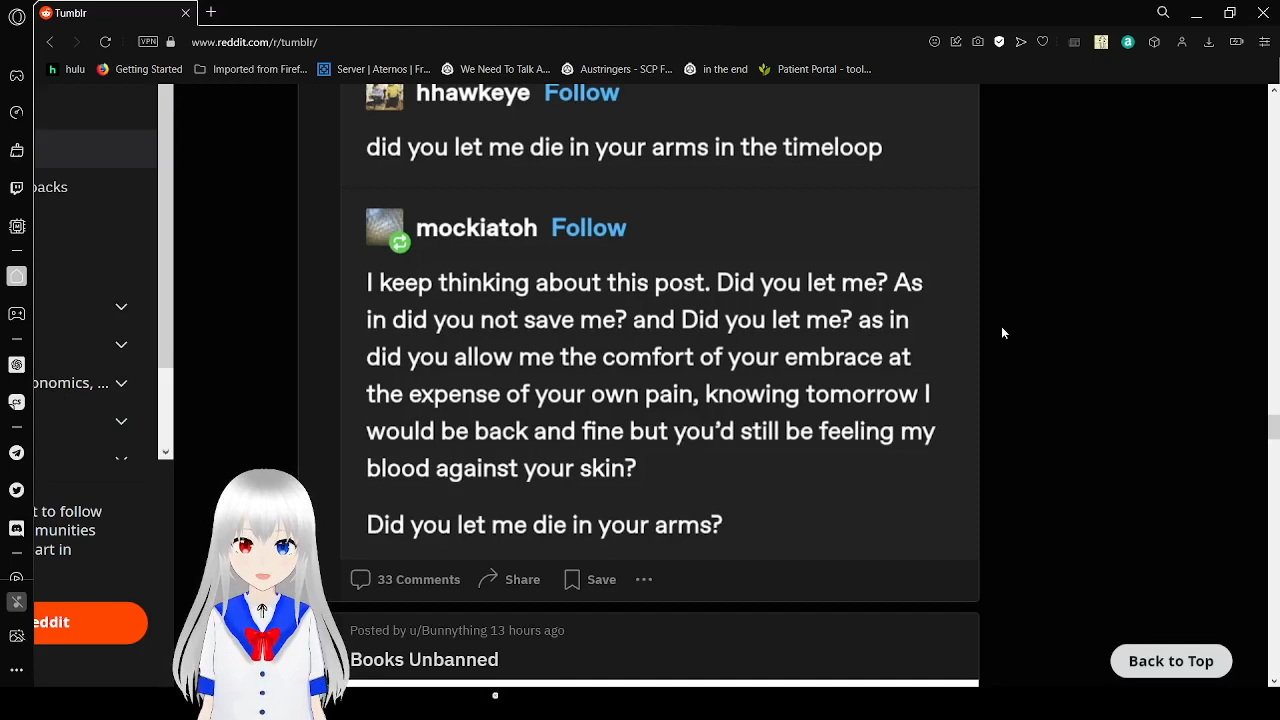 Tumblr
www.reddit.com/r/tumblr/
VPN
hulu
Getting Started
Imported from Firef...
Server | Aternos | Fr...
We Need To Talk A...
Austringers - SCP F...
in the end
Patient Portal - tool...
hhawkeye Follow
did you let me die in your arms in the timeloop
packs
mockiatoh Follow
I keep thinking about this post. Did you let me? As
in did you not save me? and Did you let me? as in
did you allow me the comfort of your embrace at
the expense of your own pain, knowing tomorrow I
would be back and fine but you'd still be feeling my
blood against your skin?
Did you let me die in your arms?
onomics, ...
t to follow
munities
art in
eddit
33 Comments
Share
Save
Posted by u/Bunnything 13 hours ago
Books Unbanned
Back to Top